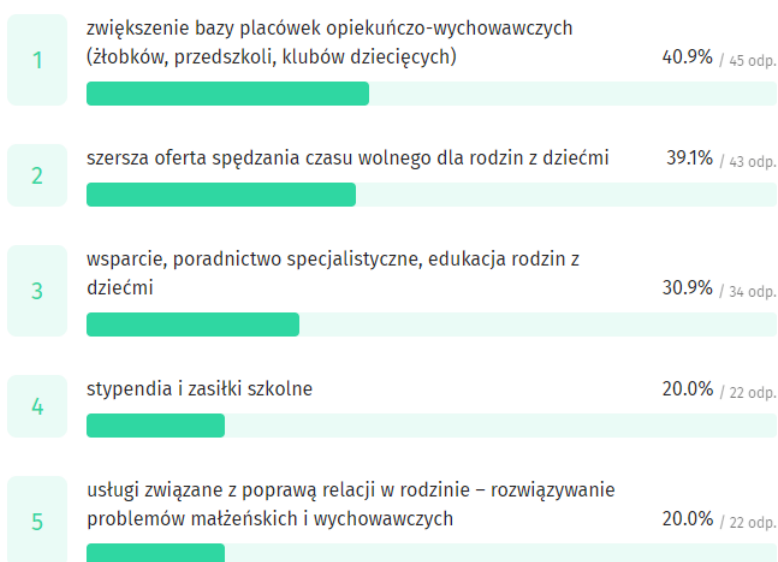 1
zwiększenie bazy placówek opiekuńczo-wychowawczych
(żłobków, przedszkoli, klubów dziecięcych)
40.9% / 45 odp.
2
szersza oferta spędzania czasu wolnego dla rodzin z dziećmi
39.1% / 43 odp.
3
wsparcie, poradnictwo specjalistyczne, edukacja rodzin z
dziećmi
30.9% / 34 odp.
4
stypendia i zasiłki szkolne
20.0% / 22 odp.
5
usługi związane z poprawą relacji w rodzinie – rozwiązywanie
problemów małżeńskich i wychowawczych
20.0% / 22 odp.